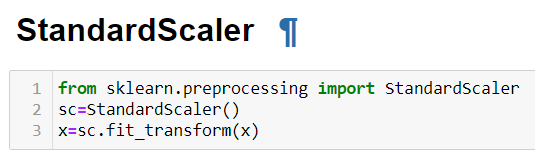 StandardScaler ¶
1 from sklearn.preprocessing import StandardScaler
2 sc=StandardScaler()
3 x=sc.fit_transform(x)